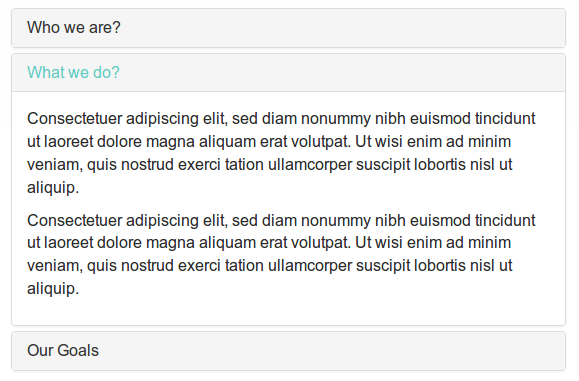 Who we are?
What we do?
Consectetuer adipiscing elit, sed diam nonummy nibh euismod tincidunt
ut laoreet dolore magna aliquam erat volutpat. Ut wisi enim ad minim
veniam, quis nostrud exerci tation ullamcorper suscipit lobortis nisl ut
aliquip.
Consectetuer adipiscing elit, sed diam nonummy nibh euismod tincidunt
ut laoreet dolore magna aliquam erat volutpat. Ut wisi enim ad minim
veniam, quis nostrud exerci tation ullamcorper suscipit lobortis nisl ut
aliquip.
Our Goals